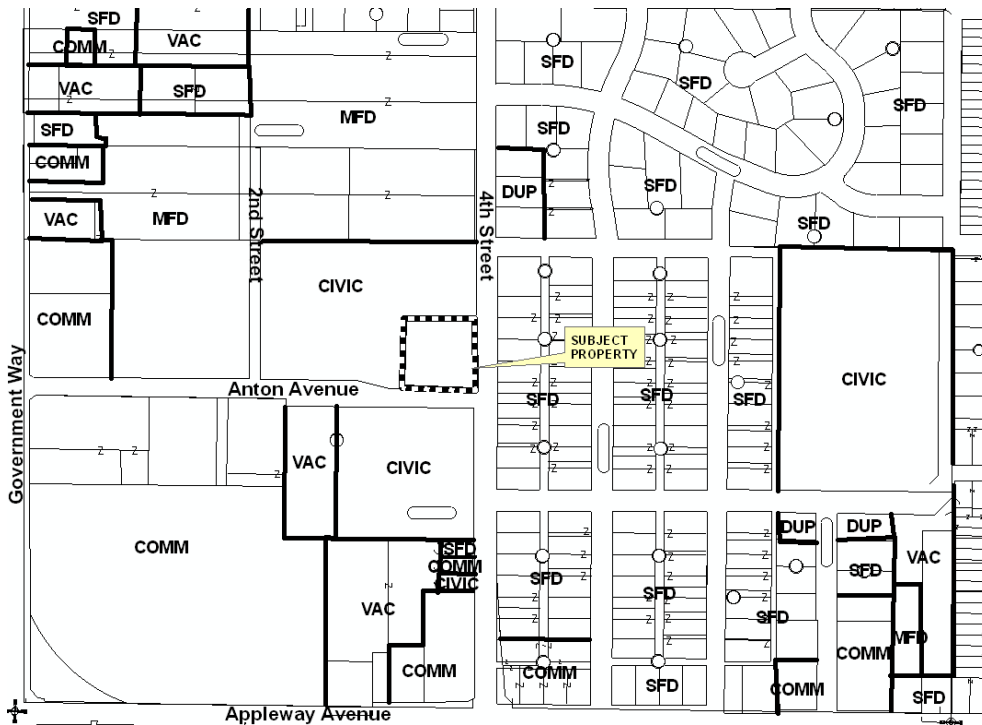 SFD
VAC
COMM
SFD
SFD
SFD
VAC
SFD
SFD
MFD
SFD
SFD
COMM
SFD
DUP
VAC
MFD
2nd Street
4th Street
SFD
CIVIC
COMM
SUBJECT
PROPERTY
CIVIC
Anton Avenue
SFD
SFD
SFD
Government Way
VAC
CIVIC
DUP
DUP
COMM
SFD
COMM
CIVIC
VAC
SFD
SFD
SFD
VAC
SFD
MFD
COMM
COMM
COMM
SFD
COMM
SFD
Appleway Avenue